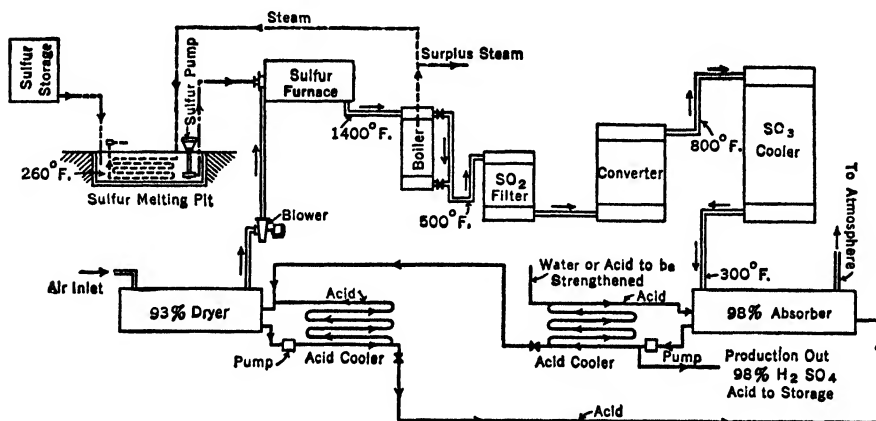 Steam
Surplus Steam
Sulfur
Storage
Sulfur Pump
Sulfur
Furnace
1400°F.
Boiler
260°F.
Sulfur Melting Pit
500°F.
SO2
Filter
Converter
800°F.
SO3
Cooler
To Atmosphere
Blower
Air Inlet
93% Dryer
Acid
Pump
Acid Cooler
Water or Acid to be
Strengthened
Acid
Acid Cooler
Pump
300°F.
98% Absorber
Production Out
98% H2 SO4
Acid to Storage
Acid